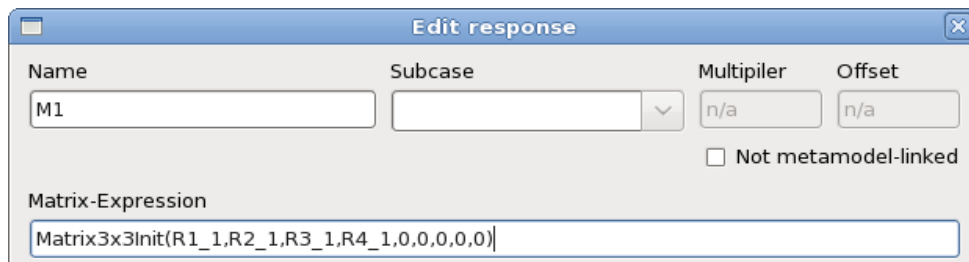 Edit response
Name Subcase Multipiler Offset
M1 n/a n/a
Not metamodel-linked
Matrix-Expression
Matrix3x3Init(R1_1,R2_1,R3_1,R4_1,0,0,0,0,0)